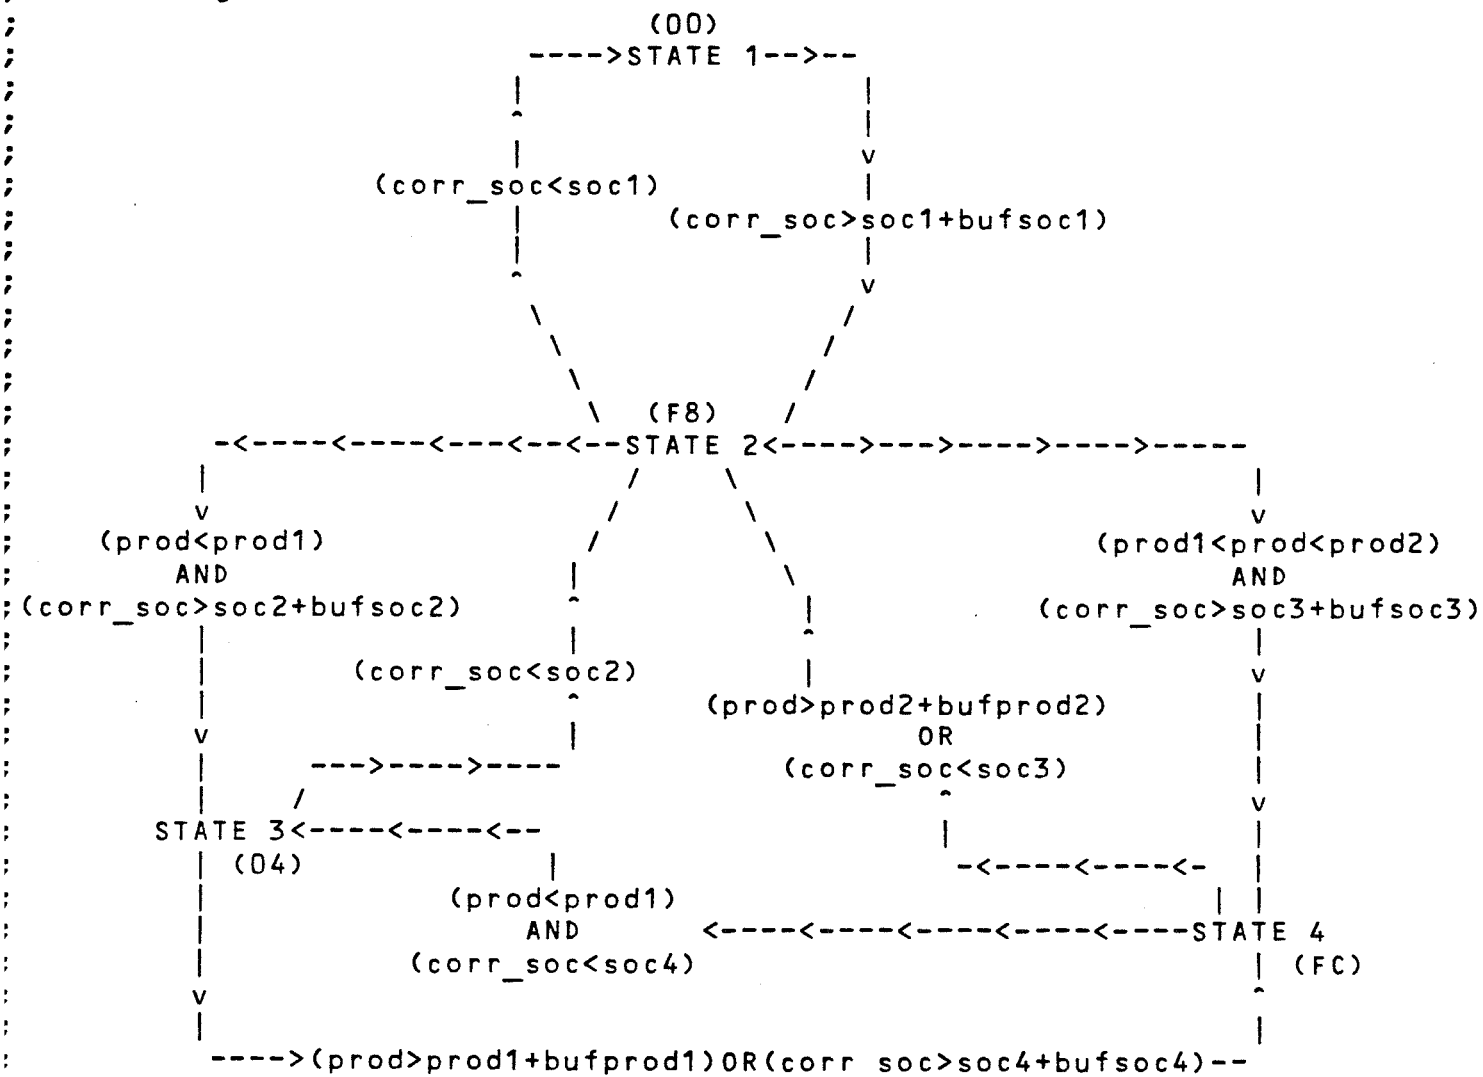 (00)
STATE 1
(corr_soc<soc1)
(corr_soc>soc1+bufsoc1)
(F8)
STATE 2
(prod<prod1)
AND
(corr_soc>soc2+bufsoc2)
(prod1<prod<prod2)
AND
(corr_soc>soc3+bufsoc3)
(corr_soc<soc2)
(prod>prod2+bufprod2)
OR
(corr_soc<soc3)
STATE 3
(04)
(prod<prod1)
AND
(corr_soc<soc4)
STATE 4
(FC)
(prod>prod1+bufprod1)OR(corr soc>soc4+bufsoc4)